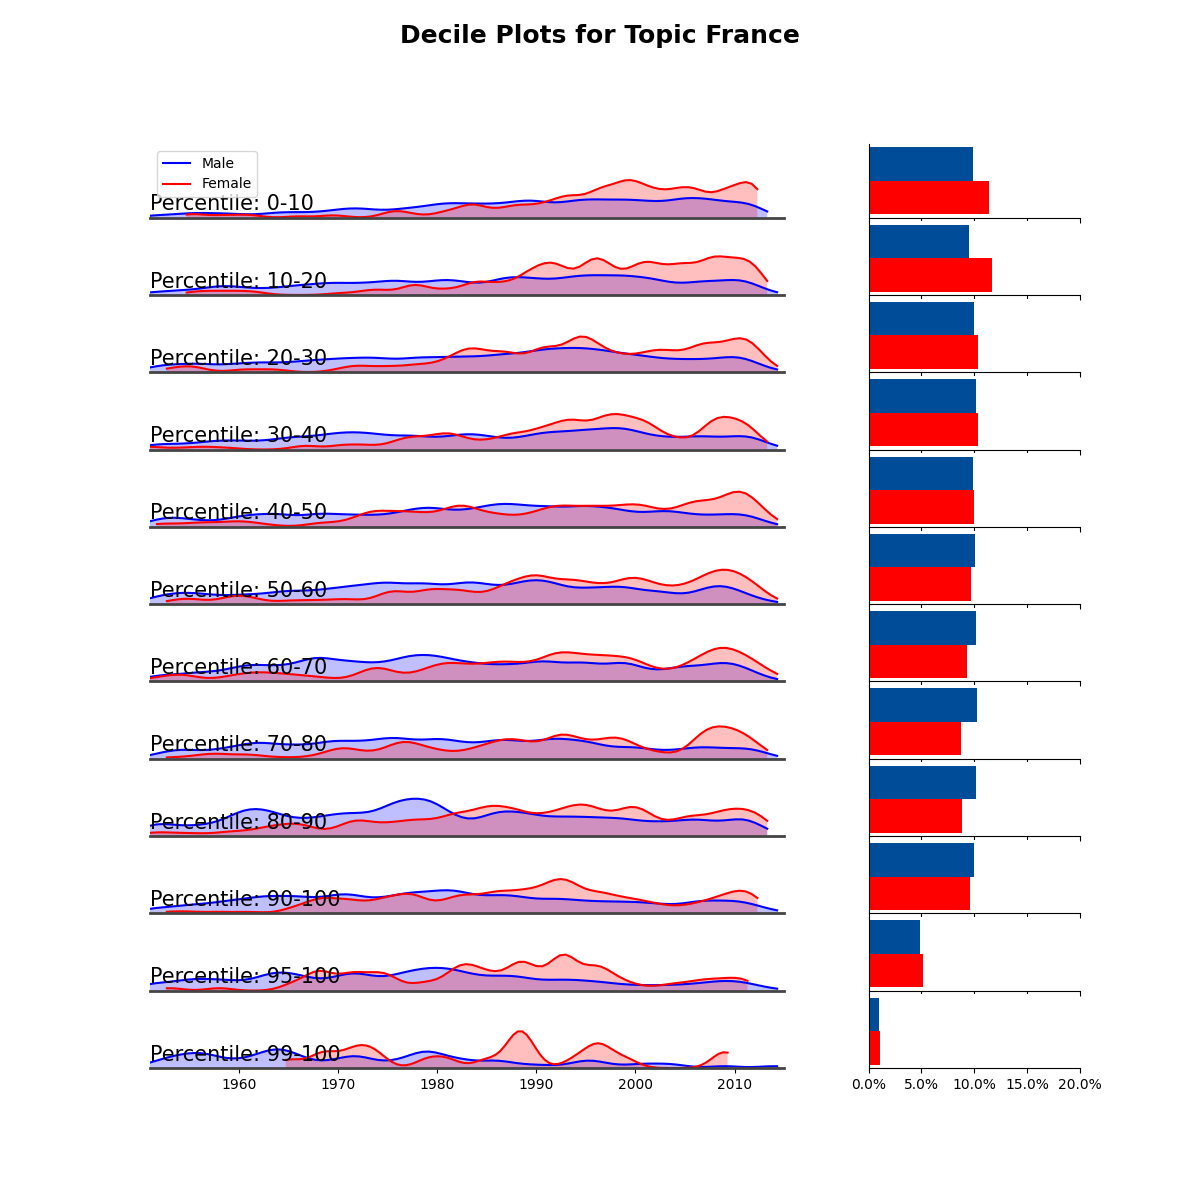 Decile Plots for Topic France
Male
Female
Percentile: 0-10
Percentile: 10-20
Percentile: 20-30
Percentile: 30-40
Percentile: 40-50
Percentile: 50-60
Percentile: 60-70
Percentile: 70-80
Percentile: 80-90
Percentile: 90-100
Percentile: 95-100
Percentile: 99-100
1960 1970 1980 1990 2000 2010
0.0% 5.0% 10.0% 15.0% 20.0%